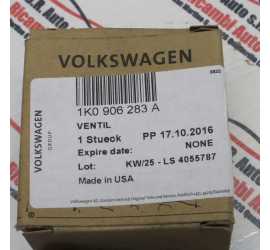 VOLKSWAGEN
VOLKSWAGEN
GROUP
1K0 906 283 A
VENTIL
1 Stueck PP 17.10.2016
Expire date: NONE
Lot: KW/25 - LS 4055787
Made in USA